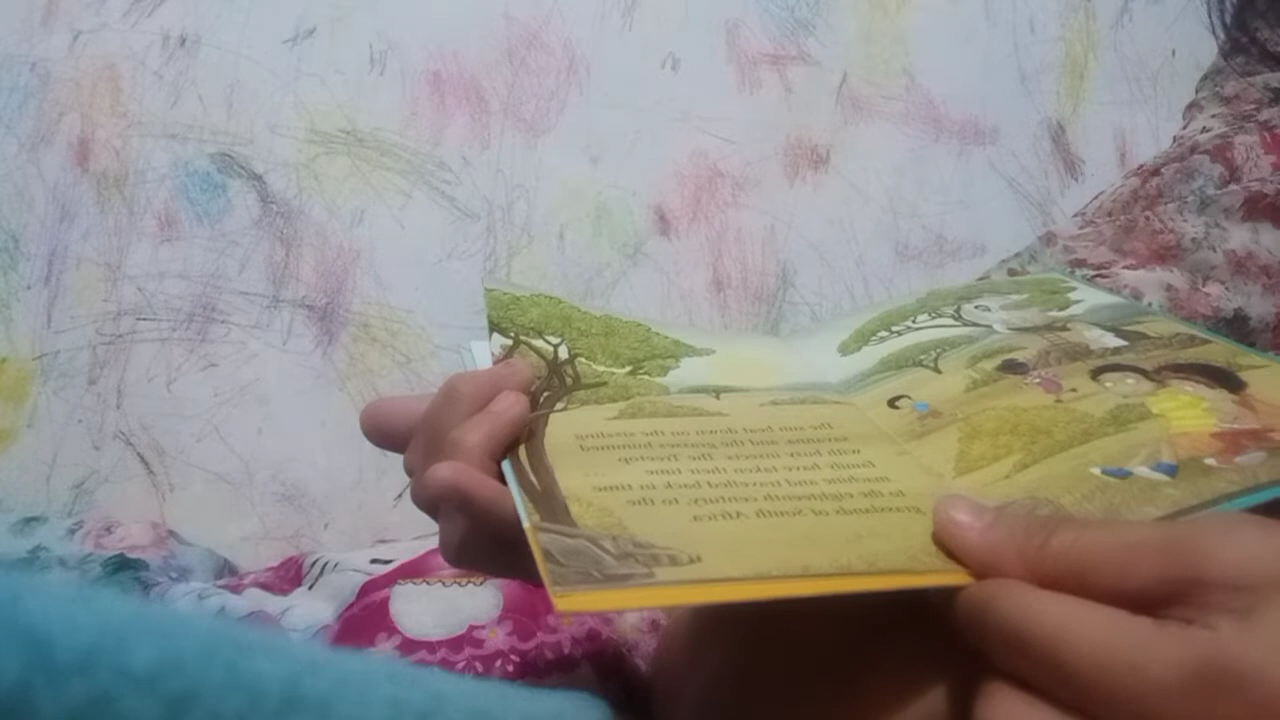 The sun beat down on the sizzling
savanna, and the grasses hummed
with busy insects. The Treetop
family have taken their time
machine and travelled back in time
to the eighteenth century, to the
grasslands of South Africa.